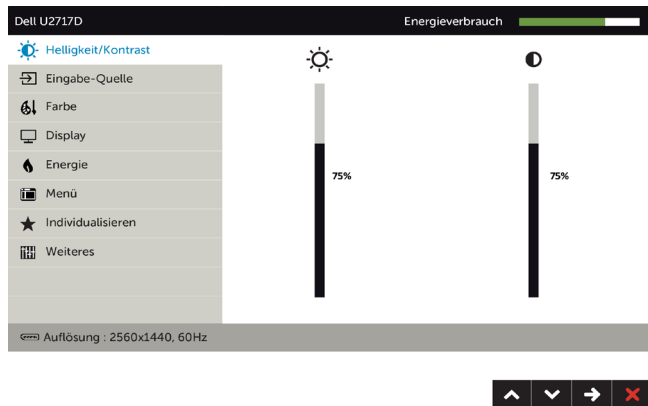 Dell U2717D
Energieverbrauch
Helligkeit/Kontrast
Eingabe-Quelle
Farbe
Display
Energie
Menü
Individualisieren
Weiteres
75%
75%
Auflösung : 2560x1440, 60Hz